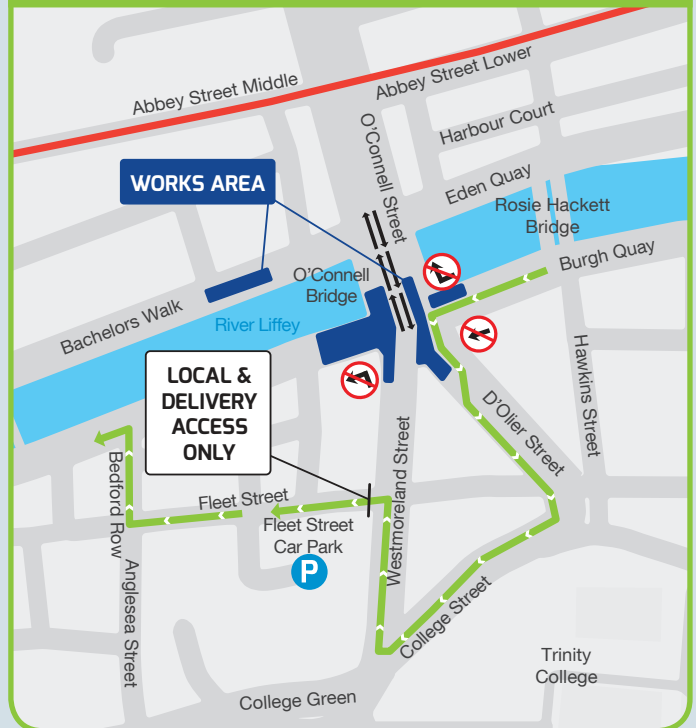 Abbey Street Middle
Abbey Street Lower
O'Connell Street
Harbour Court
Eden Quay
WORKS AREA
Rosie Hackett
Bridge
Burgh Quay
O'Connell
Bridge
Bachelors Walk
River Liffey
LOCAL &
DELIVERY
ACCESS
ONLY
Hawkins Street
D'Olier Street
Westmoreland Street
Bedford Row
Fleet Street
Fleet Street
Car Park
P
Anglesea Street
College Street
Trinity
College
College Green